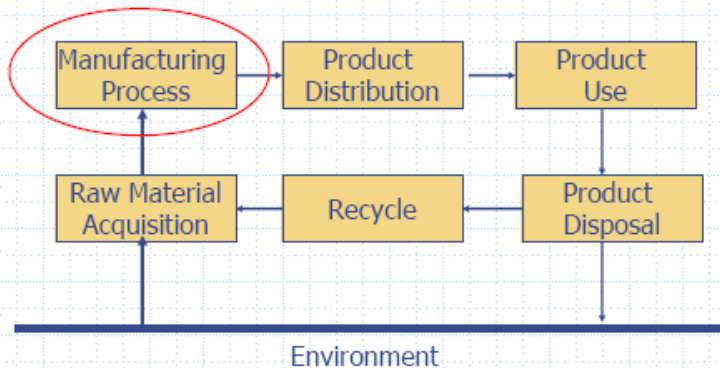 Manufacturing
Process
Product
Distribution
Product
Use
Raw Material
Acquisition
Recycle
Product
Disposal
Environment